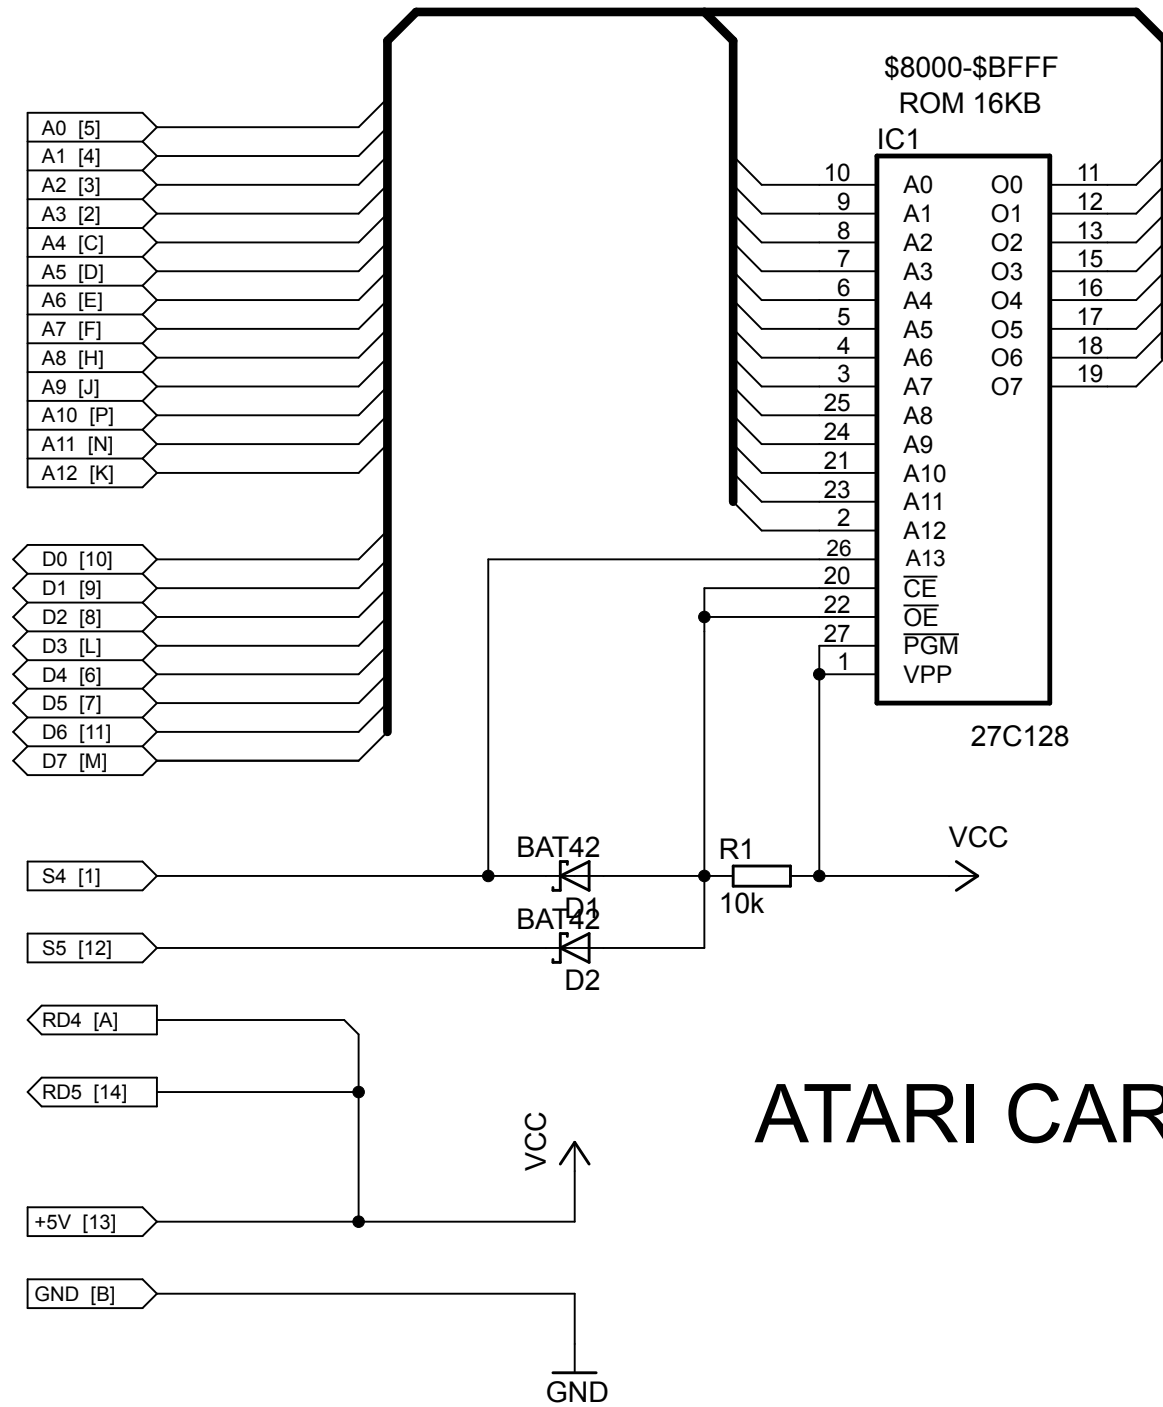 $8000-$BFFF
ROM 16KB
IC1
A0 [5]
A1 [4]
A2 [3]
A3 [2]
A4 [C]
A5 [D]
A6 [E]
A7 [F]
A8 [H]
A9 [J]
A10 [P]
A11 [N]
A12 [K]
D0 [10]
D1 [9]
D2 [8]
D3 [L]
D4 [6]
D5 [7]
D6 [11]
D7 [M]
10 A0 O0 11
9 A1 O1 12
8 A2 O2 13
7 A3 O3 15
6 A4 O4 16
5 A5 O5 17
4 A6 O6 18
3 A7 O7 19
25 A8
24 A9
21 A10
23 A11
2 A12
26 A13
20 CE
22 OE
27 PGM
1 VPP
27C128
S4 [1]
BAT42
D1
R1
10k
VCC
S5 [12]
BAT42
D2
RD4 [A]
RD5 [14]
VCC
ATARI CAR
+5V [13]
GND [B]
GND